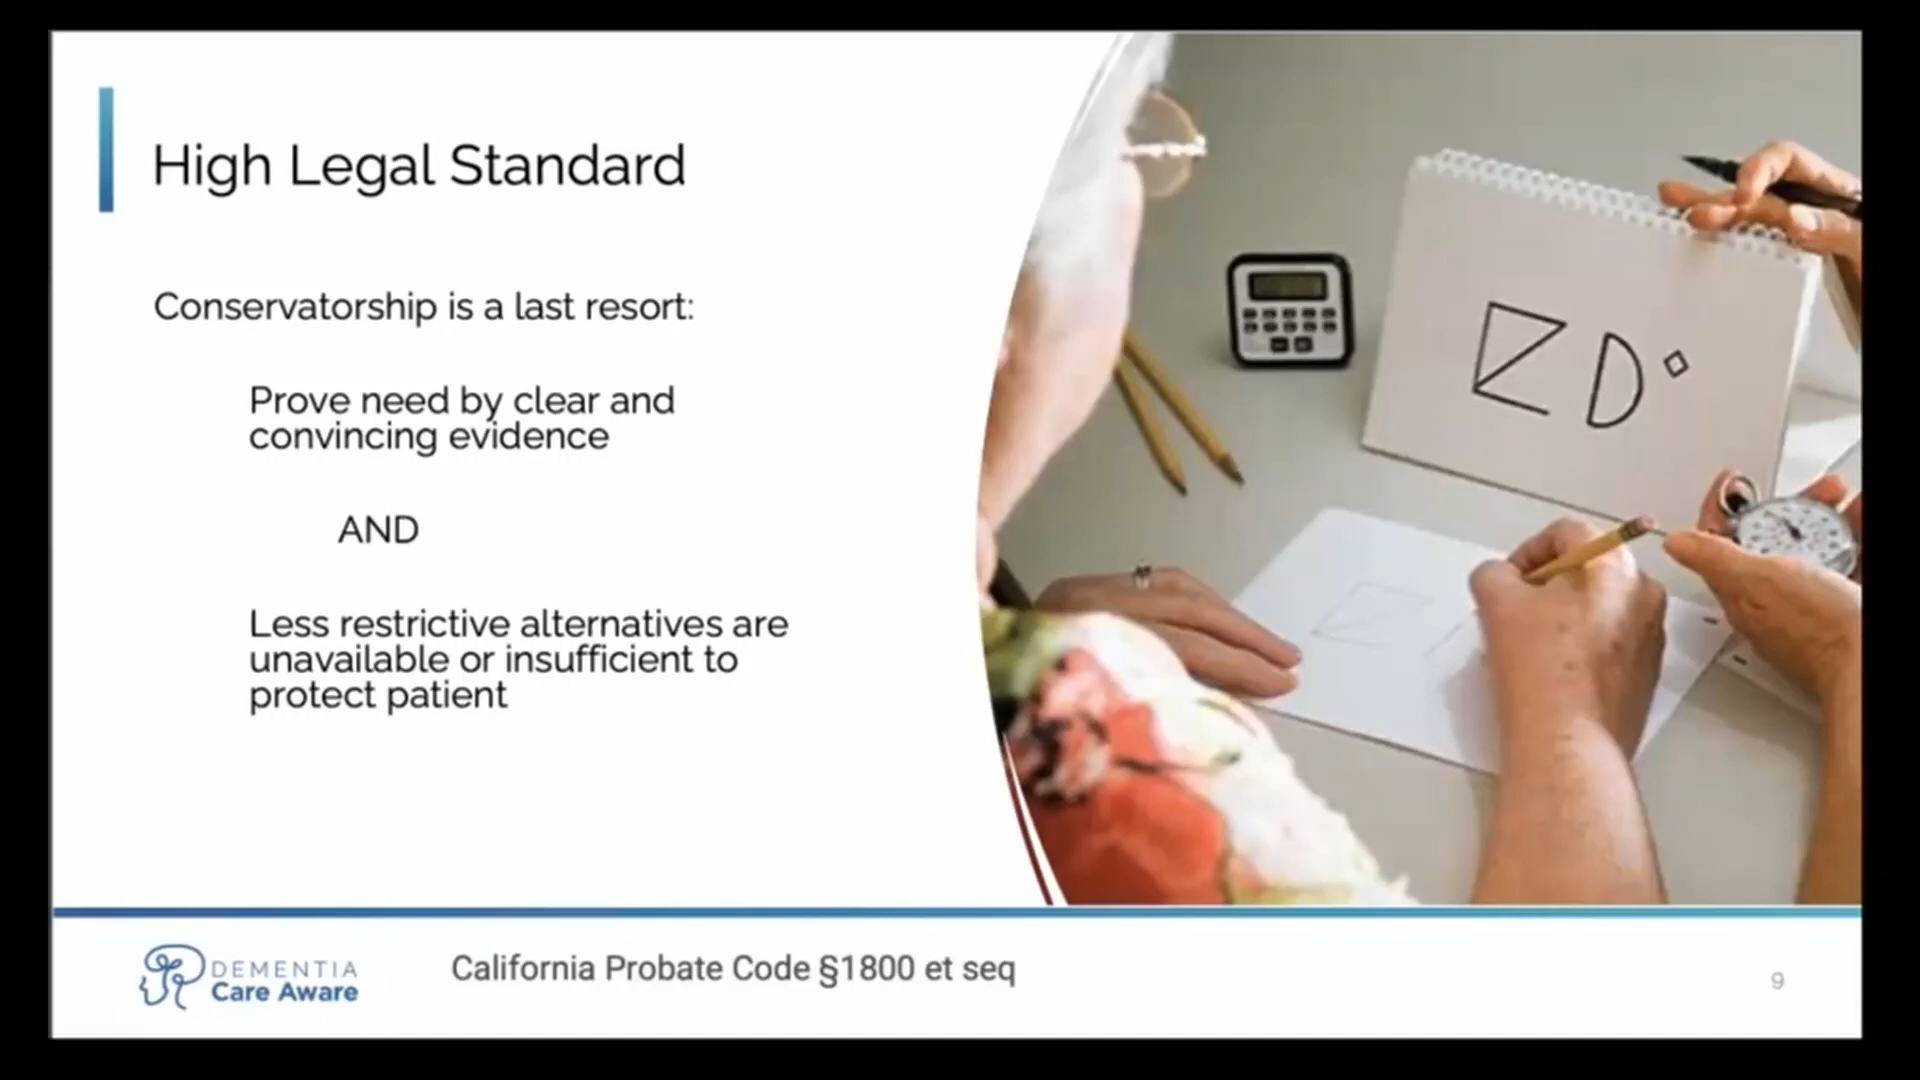 High Legal Standard
Conservatorship is a last resort:
Prove need by clear and
convincing evidence
AND
Less restrictive alternatives are
unavailable or insufficient to
protect patient
DEMENTIA
Care Aware
California Probate Code §1800 et seq
9